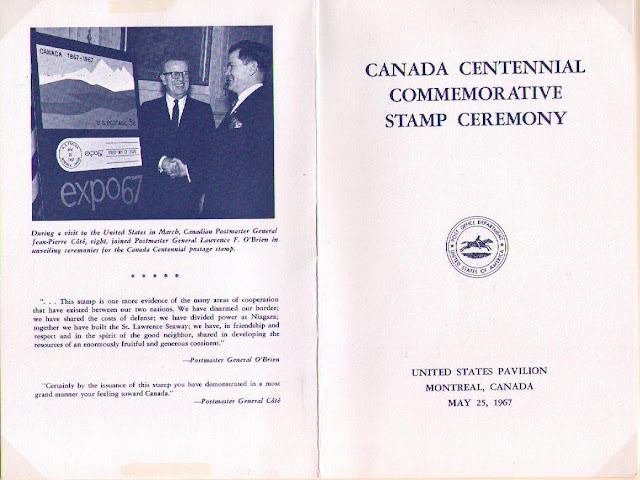 CANADA 1867-1967
U.S. POSTAGE 5¢
expo67
expo67
During a visit to the United States in March, Canadian Postmaster General
Jean-Pierre Côté, right, joined Postmaster General Lawrence F. O'Brien in
unveiling ceremonies for the Canada Centennial postage stamp.
* * * * *
". . . This stamp is one more evidence of the many areas of cooperation
that have existed between our two nations. We have disarmed our border;
we have shared the costs of defense; we have divided power at Niagara;
together we have built the St. Lawrence Seaway; we have, in friendship and
respect and in the spirit of the good neighbor, shared in developing the
resources of an enormously fruitful and generous continent."
—Postmaster General O'Brien
"Certainly by the issuance of this stamp you have demonstrated in a most
grand manner your feeling toward Canada."
—Postmaster General Côté
CANADA CENTENNIAL
COMMEMORATIVE
STAMP CEREMONY
POST OFFICE DEPARTMENT
UNITED STATES OF AMERICA
UNITED STATES PAVILION
MONTREAL, CANADA
MAY 25, 1967